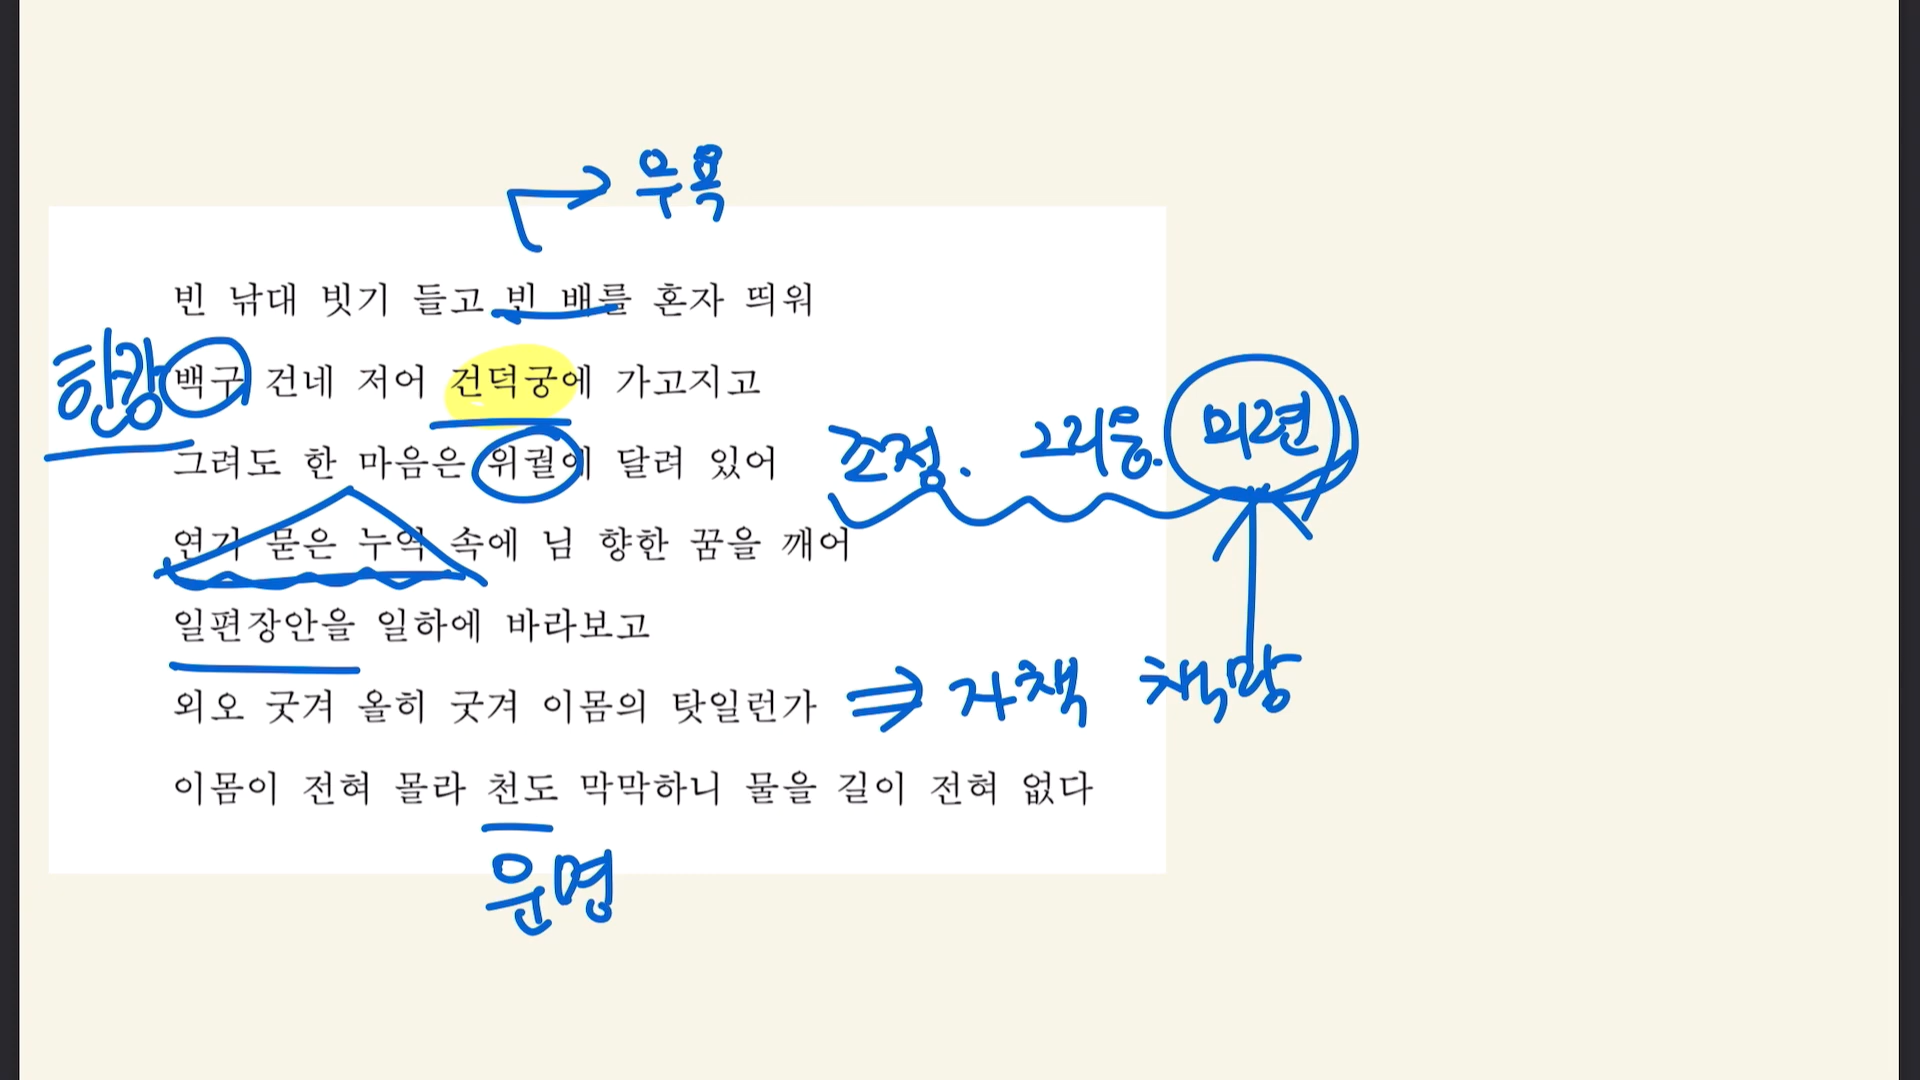 무욕
빈 낚대 빗기 들고 빈 배를 혼자 띄워
한강
백구 건네 저어 건덕궁에 가고지고
그려도 한 마음은 위궐에 달려 있어
조정. 그리움. 미련
연기 묻은 누역 속에 님 향한 꿈을 깨어
일편장안을 일하에 바라보고
외오 굿겨 올히 굿겨 이몸의 탓일런가
자책 책망
이몸이 전혀 몰라 천도 막막하니 물을 길이 전혀 없다
운명